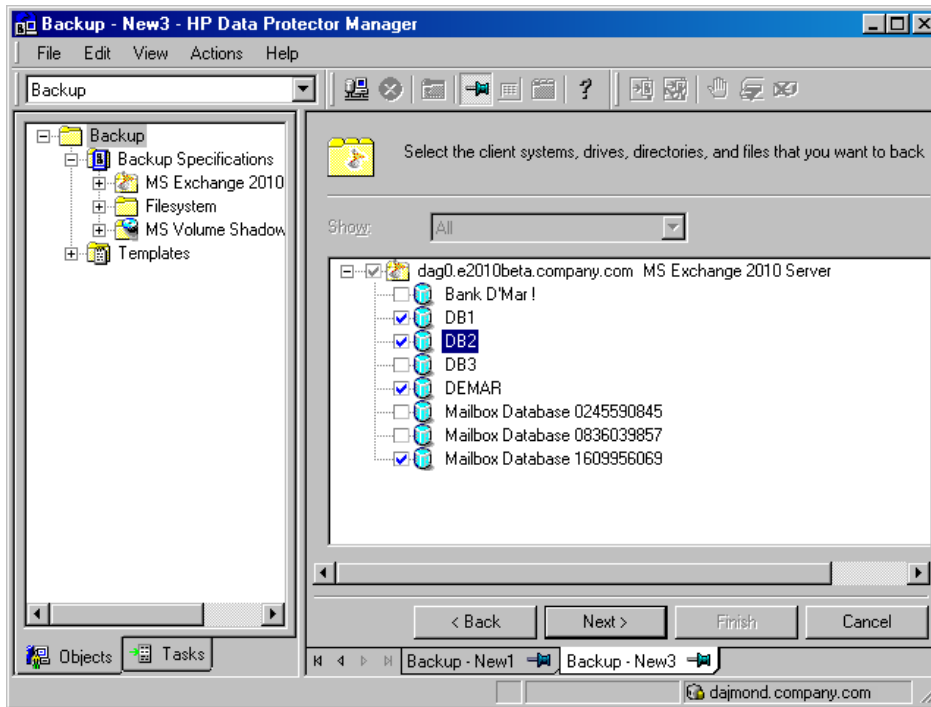 Backup - New3 - HP Data Protector Manager
File Edit View Actions Help
Backup
Backup
Backup Specifications
MS Exchange 2010
Filesystem
MS Volume Shadow
Templates
Objects Tasks
Select the client systems, drives, directories, and files that you want to back
Show: All
dag0.e2010beta.company.com MS Exchange 2010 Server
Bank D'Mar !
DB1
DB2
DB3
DEMAR
Mailbox Database 0245590845
Mailbox Database 0836039857
Mailbox Database 1609956069
< Back Next > Finish Cancel
Backup - New1 Backup - New3
dajmond.company.com